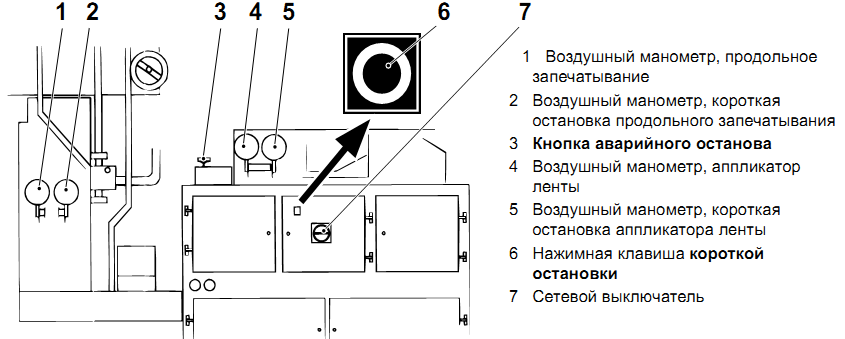 1 2 3 4 5 6 7
1 Воздушный манометр, продольное
запечатывание
2 Воздушный манометр, короткая
остановка продольного запечатывания
3 Кнопка аварийного останова
4 Воздушный манометр, аппликатор
ленты
5 Воздушный манометр, короткая
остановка аппликатора ленты
6 Нажимная клавиша короткой
остановки
7 Сетевой выключатель